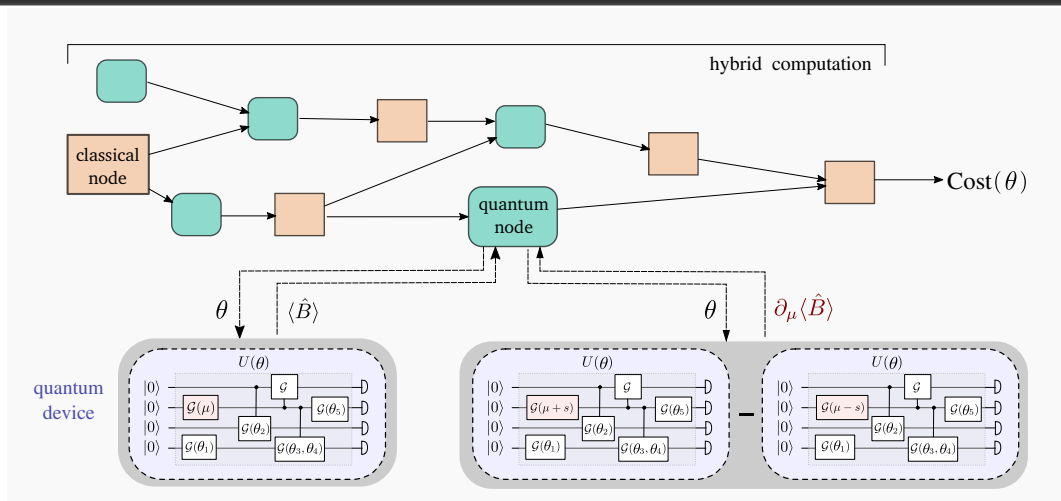 hybrid computation
classical
node
quantum
node
Cost(θ)
θ
⟨B̂⟩
θ
∂μ⟨B̂⟩
quantum
device
U(θ)
|0⟩
|0⟩
|0⟩
|0⟩
𝒢
𝒢(μ)
𝒢(θ₅)
𝒢(θ₂)
𝒢(θ₁)
𝒢(θ₃, θ₄)
U(θ)
|0⟩
|0⟩
|0⟩
|0⟩
𝒢
𝒢(μ + s)
𝒢(θ₅)
𝒢(θ₂)
𝒢(θ₁)
𝒢(θ₃, θ₄)
−
U(θ)
|0⟩
|0⟩
|0⟩
|0⟩
𝒢
𝒢(μ − s)
𝒢(θ₅)
𝒢(θ₂)
𝒢(θ₁)
𝒢(θ₃, θ₄)